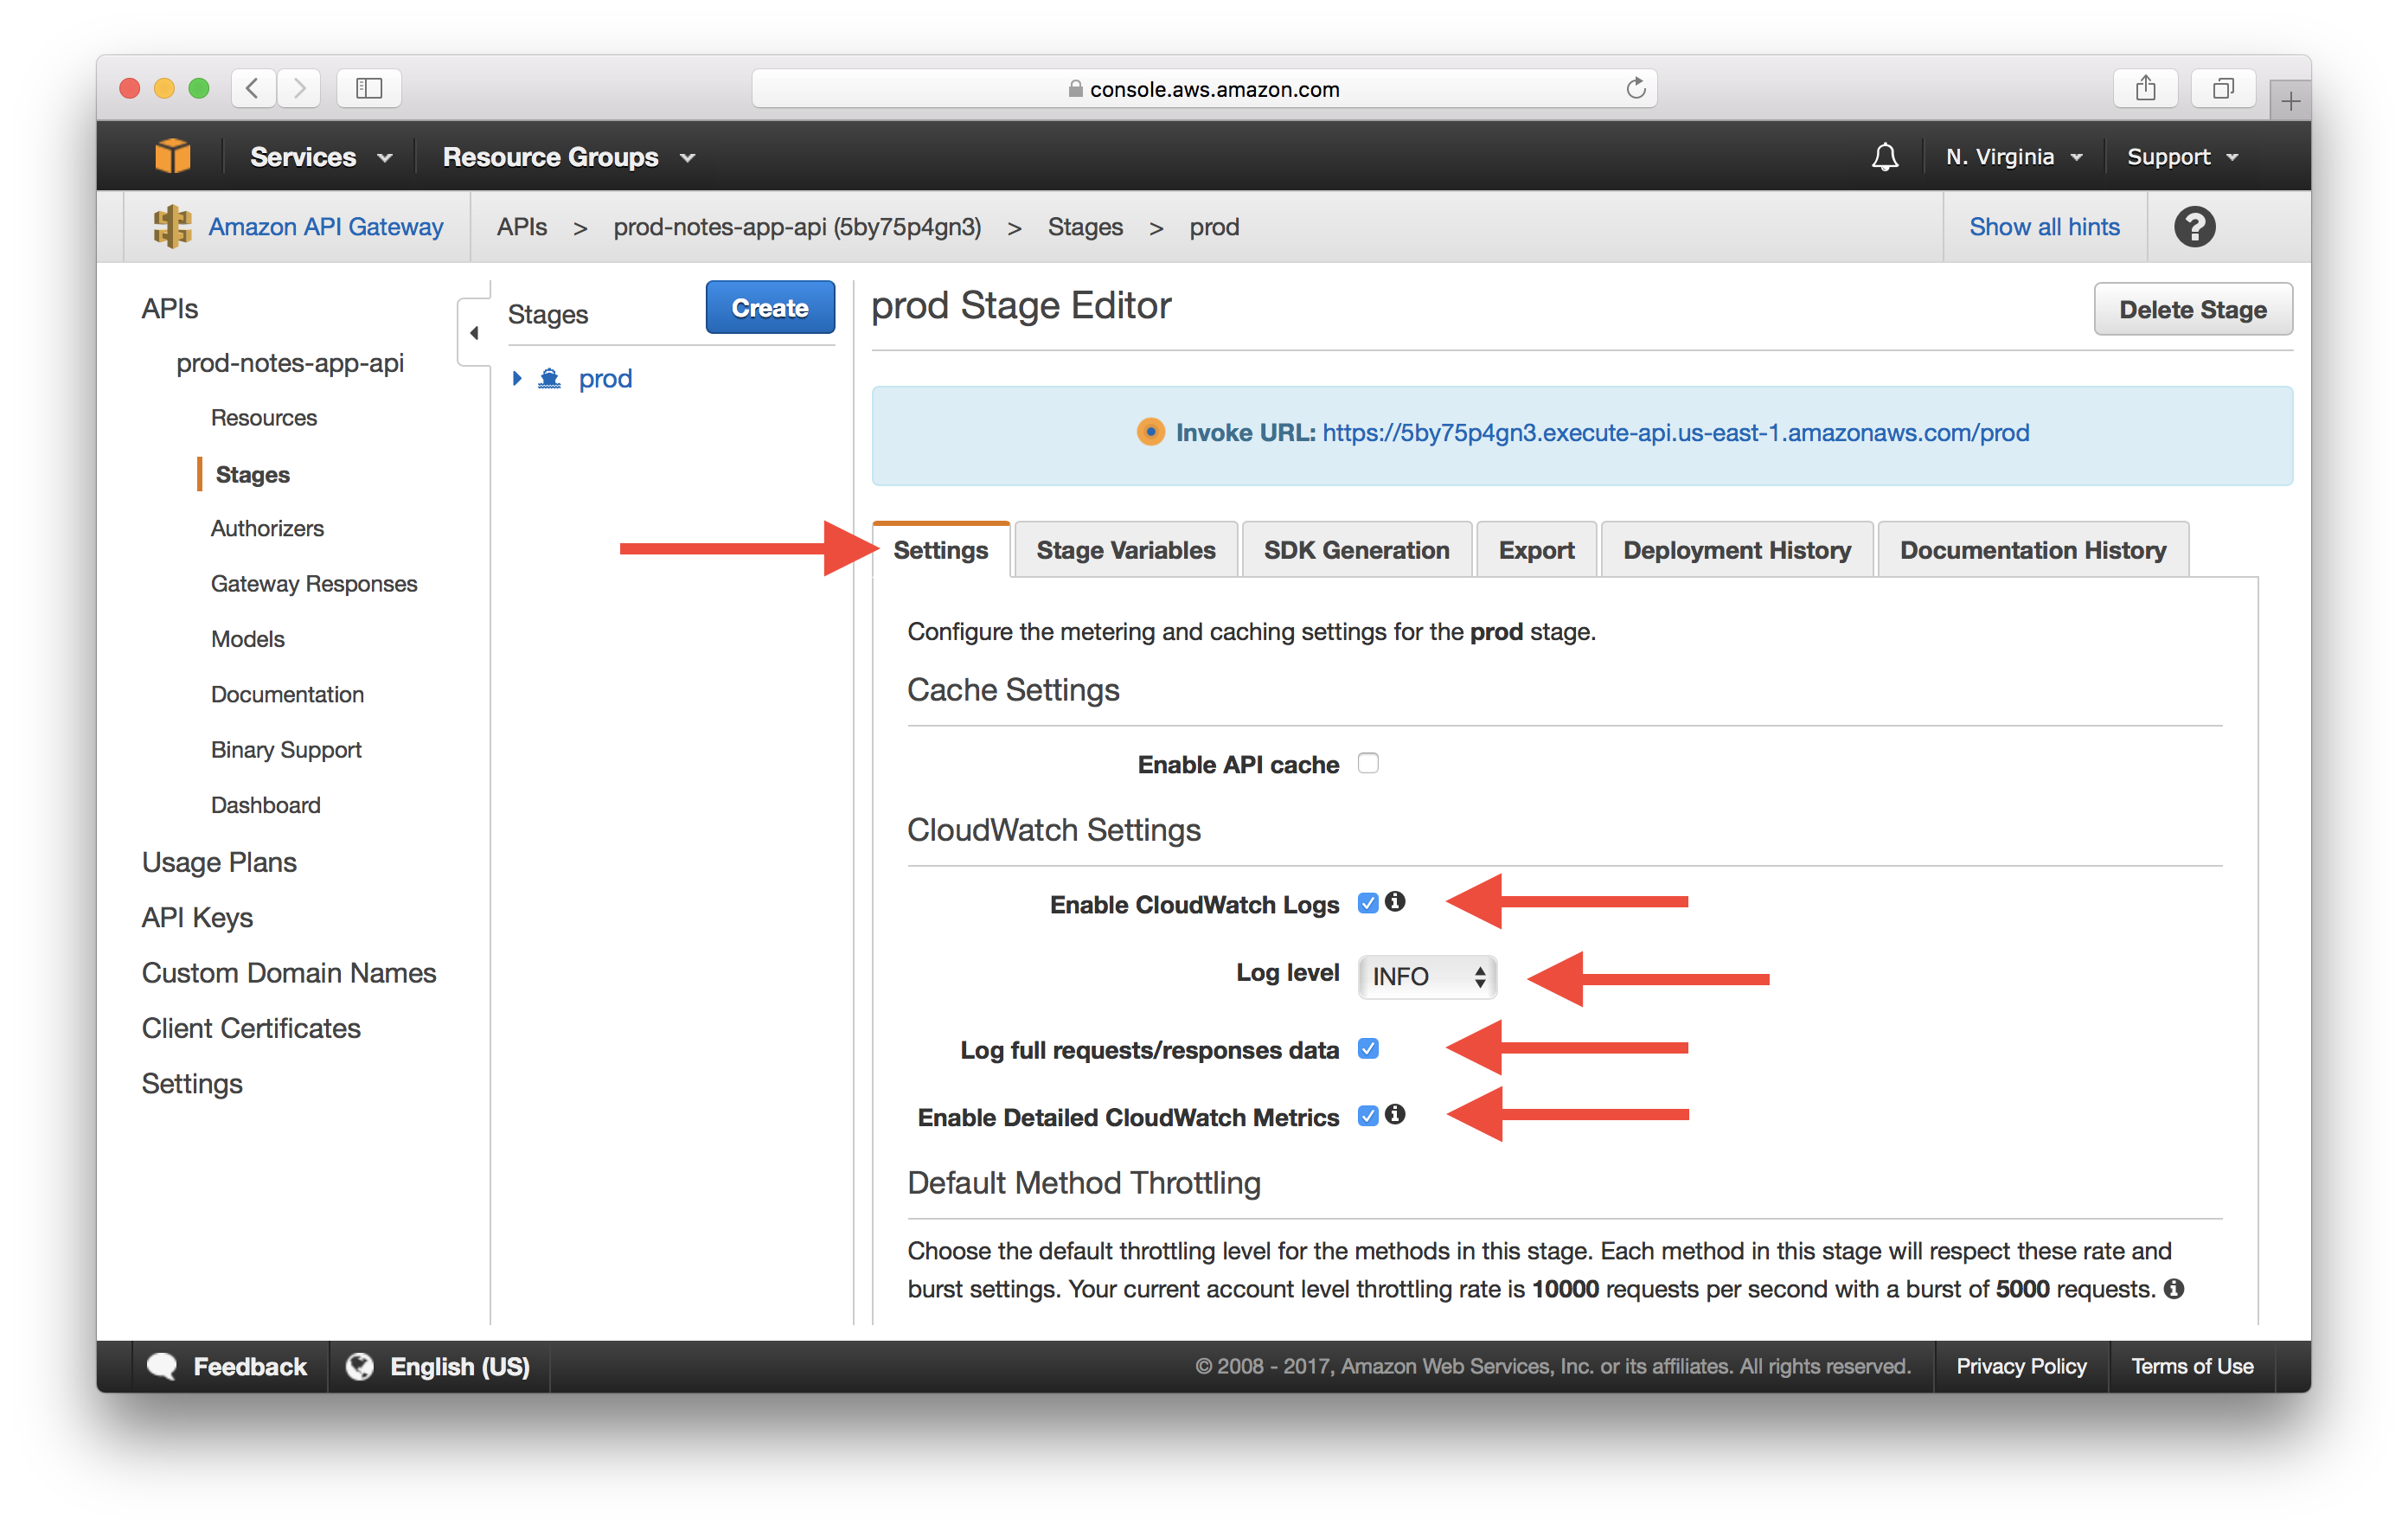 console.aws.amazon.com
Services
Resource Groups
N. Virginia
Support
Amazon API Gateway
APIs > prod-notes-app-api (5by75p4gn3) > Stages > prod
Show all hints
?
APIs
prod-notes-app-api
Resources
Stages
Authorizers
Gateway Responses
Models
Documentation
Binary Support
Dashboard
Usage Plans
API Keys
Custom Domain Names
Client Certificates
Settings
Stages
Create
prod
prod Stage Editor
Delete Stage
Invoke URL: https://5by75p4gn3.execute-api.us-east-1.amazonaws.com/prod
Settings
Stage Variables
SDK Generation
Export
Deployment History
Documentation History
Configure the metering and caching settings for the prod stage.
Cache Settings
Enable API cache
CloudWatch Settings
Enable CloudWatch Logs
Log level INFO
Log full requests/responses data
Enable Detailed CloudWatch Metrics
Default Method Throttling
Choose the default throttling level for the methods in this stage. Each method in this stage will respect these rate and
burst settings. Your current account level throttling rate is 10000 requests per second with a burst of 5000 requests.
Feedback
English (US)
© 2008 - 2017, Amazon Web Services, Inc. or its affiliates. All rights reserved.
Privacy Policy
Terms of Use